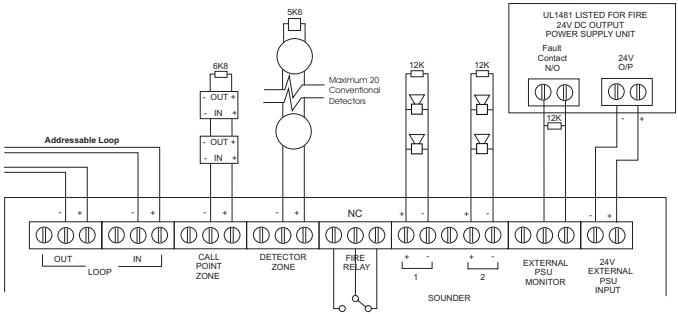 5K6
UL1481 LISTED FOR FIRE
24V DC OUTPUT
POWER SUPPLY UNIT
Fault
Contact
N/O
24V
O/P
6K8
12K
12K
Maximum 20
Conventional
Detectors
- OUT +
- IN +
12K
- +
Addressable Loop
- OUT +
- IN +
- +
- +
- +
- +
NC
+ -
+ -
- +
OUT
IN
LOOP
CALL
POINT
ZONE
DETECTOR
ZONE
FIRE
RELAY
+ -
1
+ -
2
SOUNDER
EXTERNAL
PSU
MONITOR
24V
EXTERNAL
PSU
INPUT